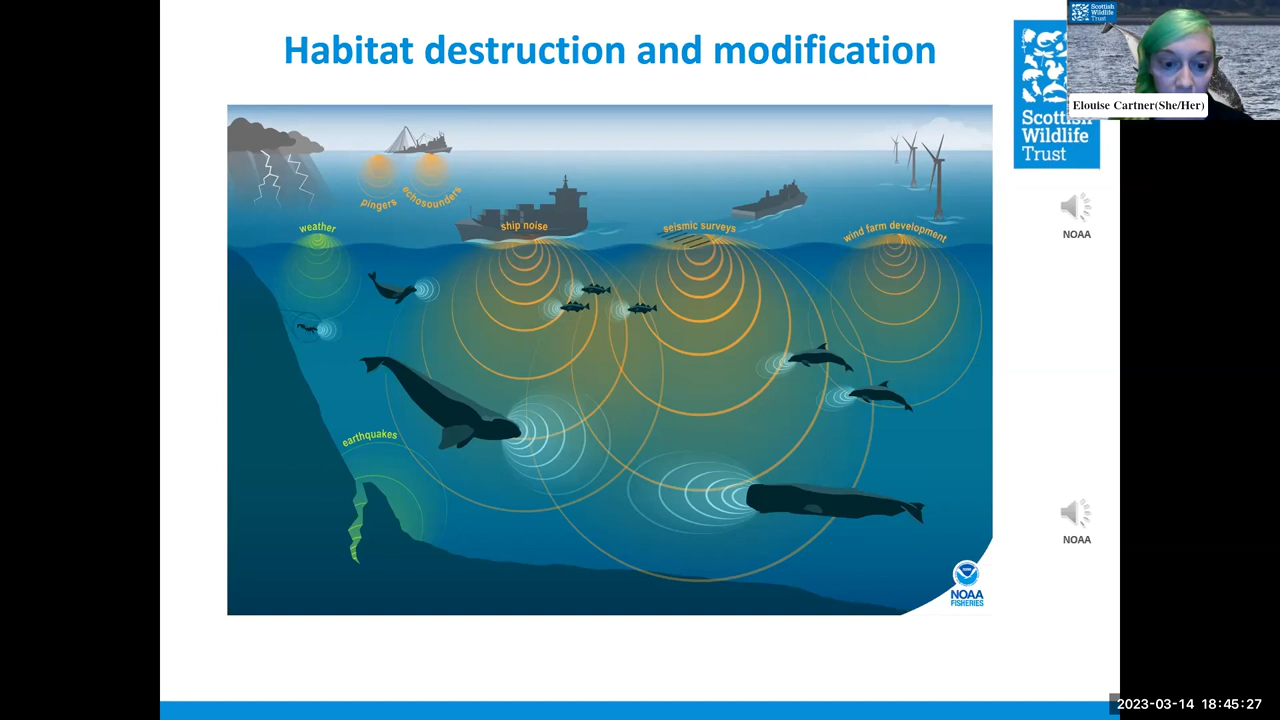 Habitat destruction and modification
Scottish
Wildlife
Trust
Elouise Cartner(She/Her)
Scottish
Wildlife
Trust
NOAA
NOAA
pingers
echosounders
weather
ship noise
seismic surveys
wind farm development
earthquakes
NOAA
FISHERIES
2023-03-14 18:45:27